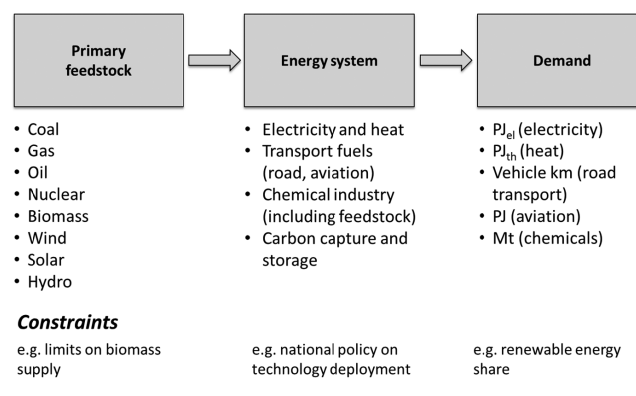 Primary
feedstock
Energy system
Demand
• Coal
• Gas
• Oil
• Nuclear
• Biomass
• Wind
• Solar
• Hydro
• Electricity and heat
• Transport fuels
(road, aviation)
• Chemical industry
(including feedstock)
• Carbon capture and
storage
• PJel (electricity)
• PJth (heat)
• Vehicle km (road
transport)
• PJ (aviation)
• Mt (chemicals)
Constraints
e.g. limits on biomass
supply
e.g. national policy on
technology deployment
e.g. renewable energy
share